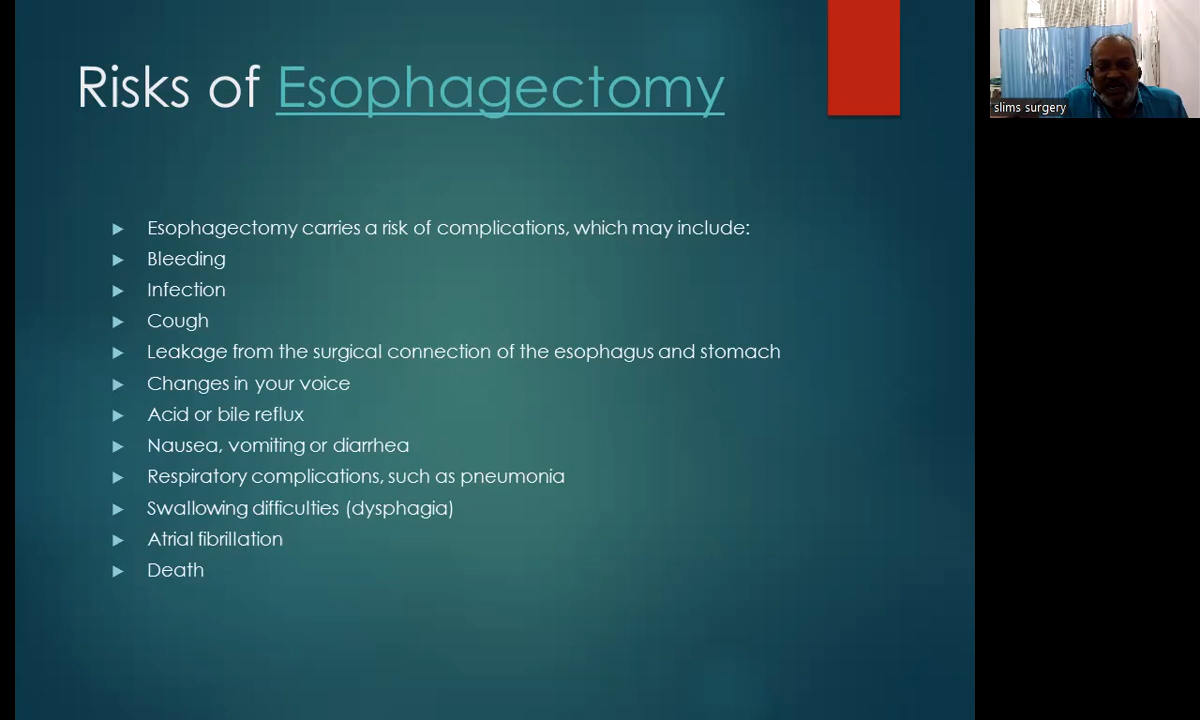 Risks of Esophagectomy
Esophagectomy carries a risk of complications, which may include:
Bleeding
Infection
Cough
Leakage from the surgical connection of the esophagus and stomach
Changes in your voice
Acid or bile reflux
Nausea, vomiting or diarrhea
Respiratory complications, such as pneumonia
Swallowing difficulties (dysphagia)
Atrial fibrillation
Death
slims surgery